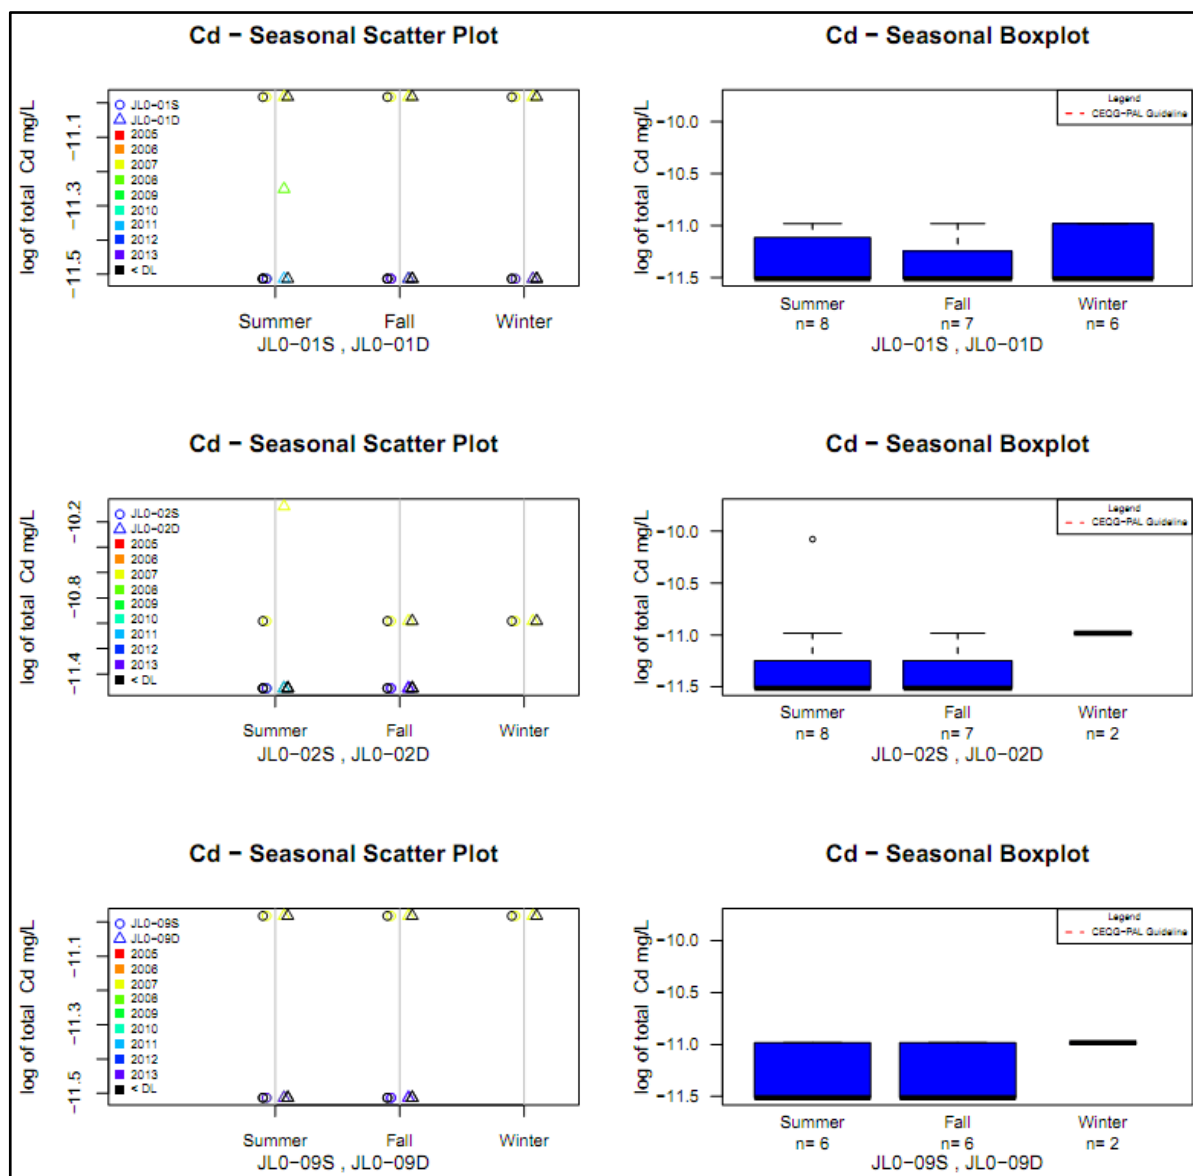 Cd − Seasonal Scatter Plot
log of total Cd mg/L
−11.1
−11.3
−11.5
JL0−01S
JL0−01D
2005
2006
2007
2008
2009
2010
2011
2012
2013
< DL
Summer Fall Winter
JL0−01S , JL0−01D
Cd − Seasonal Boxplot
log of total Cd mg/L
−10.0
−10.5
−11.0
−11.5
Legend
CEQG−PAL Guideline
Summer Fall Winter
n= 8 n= 7 n= 6
JL0−01S , JL0−01D
Cd − Seasonal Scatter Plot
log of total Cd mg/L
−10.2
−10.8
−11.4
JL0−02S
JL0−02D
2005
2006
2007
2008
2009
2010
2011
2012
2013
< DL
Summer Fall Winter
JL0−02S , JL0−02D
Cd − Seasonal Boxplot
log of total Cd mg/L
−10.0
−10.5
−11.0
−11.5
Legend
CEQG−PAL Guideline
Summer Fall Winter
n= 8 n= 7 n= 2
JL0−02S , JL0−02D
Cd − Seasonal Scatter Plot
log of total Cd mg/L
−11.1
−11.3
−11.5
JL0−09S
JL0−09D
2005
2006
2007
2008
2009
2010
2011
2012
2013
< DL
Summer Fall Winter
JL0−09S , JL0−09D
Cd − Seasonal Boxplot
log of total Cd mg/L
−10.0
−10.5
−11.0
−11.5
Legend
CEQG−PAL Guideline
Summer Fall Winter
n= 6 n= 6 n= 2
JL0−09S , JL0−09D